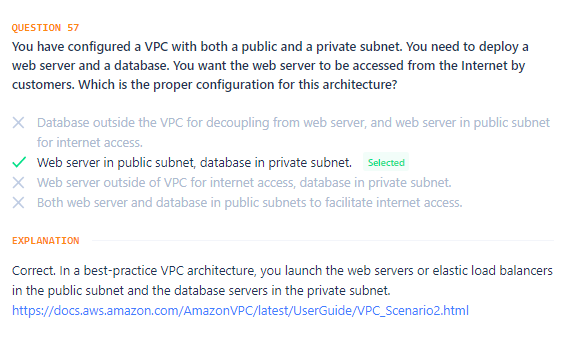 QUESTION 57
You have configured a VPC with both a public and a private subnet. You need to deploy a
web server and a database. You want the web server to be accessed from the Internet by
customers. Which is the proper configuration for this architecture?
Database outside the VPC for decoupling from web server, and web server in public subnet
for internet access.
Web server in public subnet, database in private subnet. Selected
Web server outside of VPC for internet access, database in private subnet.
Both web server and database in public subnets to facilitate internet access.
EXPLANATION
Correct. In a best-practice VPC architecture, you launch the web servers or elastic load balancers
in the public subnet and the database servers in the private subnet.
https://docs.aws.amazon.com/AmazonVPC/latest/UserGuide/VPC_Scenario2.html